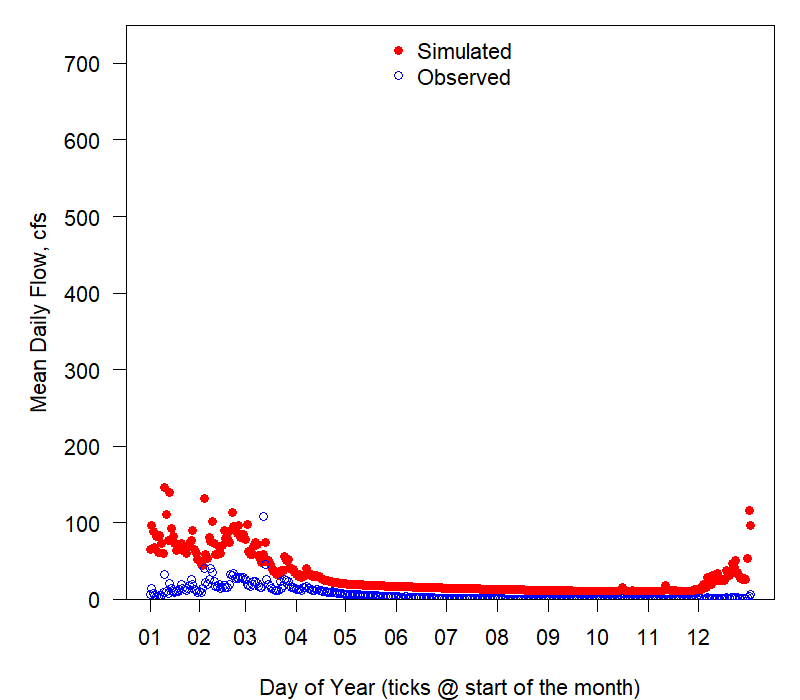 Simulated
Observed
700
600
500
400
300
200
100
0
Mean Daily Flow, cfs
01 02 03 04 05 06 07 08 09 10 11 12
Day of Year (ticks @ start of the month)